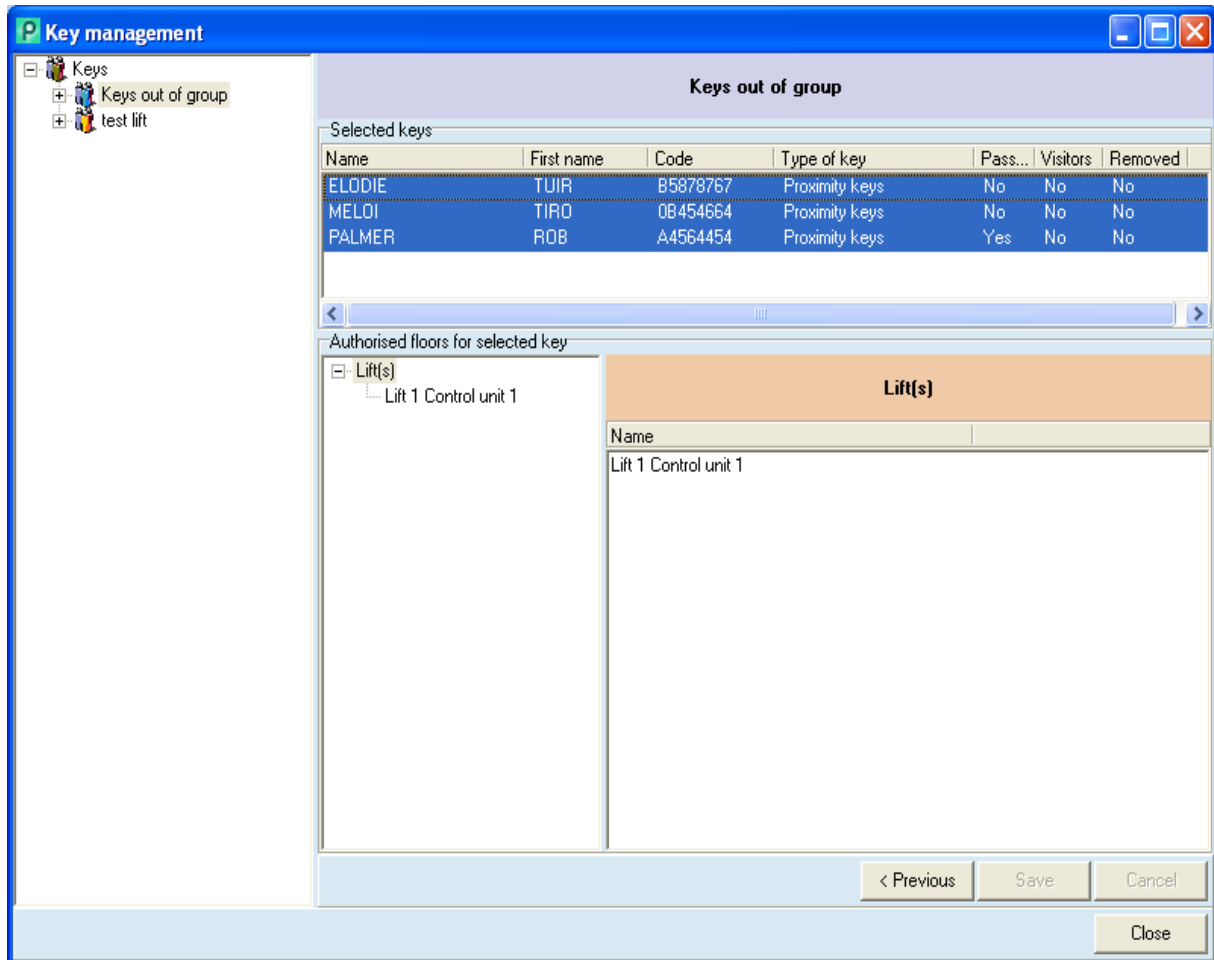 Key management
Keys
Keys out of group
test lift
Keys out of group
Selected keys
Name First name Code Type of key Pass... Visitors Removed
ELODIE TUIR B5878767 Proximity keys No No No
MELOI TIRO 0B454664 Proximity keys No No No
PALMER ROB A4564454 Proximity keys Yes No No
Authorised floors for selected key
Lift(s)
Lift 1 Control unit 1
Lift(s)
Name
Lift 1 Control unit 1
< Previous Save Cancel
Close